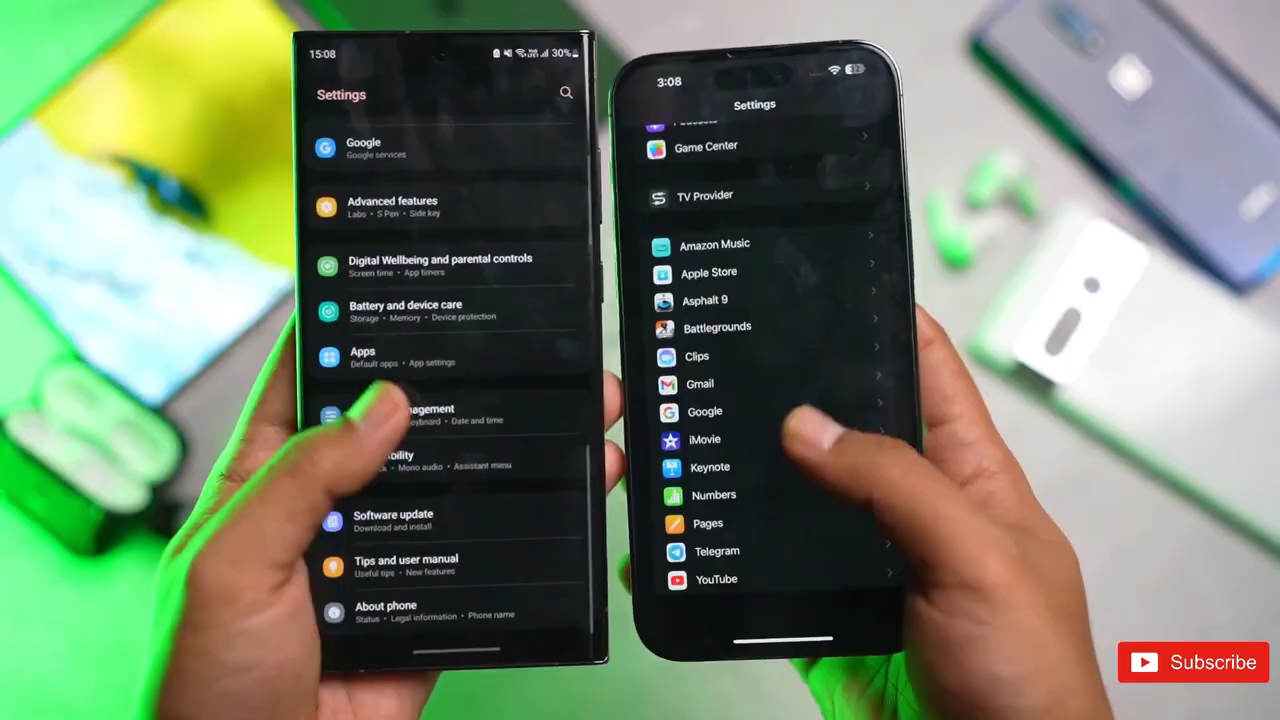 15:08
30%
Settings
Google
Google services
Advanced features
Labs • S Pen • Side key
Digital Wellbeing and parental controls
Screen time • App timers
Battery and device care
Storage • Memory • Device protection
Apps
Default apps • App settings
agement
eyboard • Date and time
bility
Mono audio • Assistant menu
Software update
Download and install
Tips and user manual
Useful tips • New features
About phone
Status • Legal information • Phone name
3:08
Settings
Game Center
TV Provider
Amazon Music
Apple Store
Asphalt 9
Battlegrounds
Clips
Gmail
Google
iMovie
Keynote
Numbers
Pages
Telegram
YouTube
Subscribe